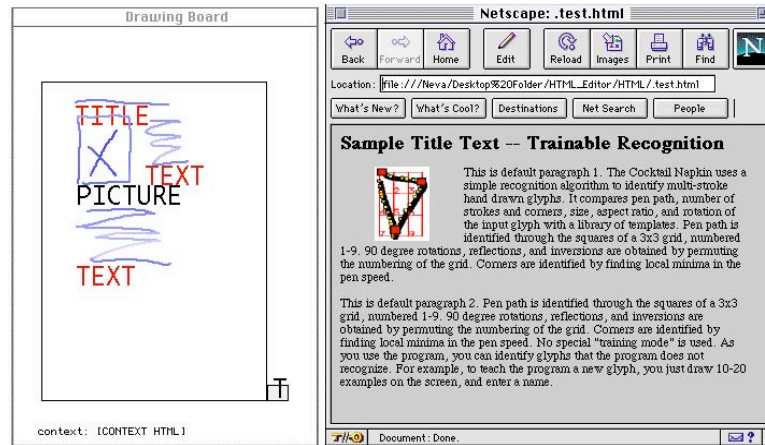 Drawing Board
TITLE
TEXT
PICTURE
TEXT
T
context: [CONTEXT HTML]
Netscape: .test.html
Back Forward Home Edit Reload Images Print Find N
Location: file:///Neva/Desktop%20Folder/HTML_Editor/HTML/.test.html
What's New? What's Cool? Destinations Net Search People
Sample Title Text -- Trainable Recognition
This is default paragraph 1. The Cocktail Napkin uses a
simple recognition algorithm to identify multi-stroke
hand drawn glyphs. It compares pen path, number of
strokes and corners, size, aspect ratio, and rotation of
the input glyph with a library of templates. Pen path is
identified through the squares of a 3x3 grid, numbered
1-9. 90 degree rotations, reflections, and inversions are obtained by permuting
the numbering of the grid. Corners are identified by finding local minima in the
pen speed.
This is default paragraph 2. Pen path is identified through the squares of a 3x3
grid, numbered 1-9. 90 degree rotations, reflections, and inversions are
obtained by permuting the numbering of the grid. Corners are identified by
finding local minima in the pen speed. No special "training mode" is used. As
you use the program, you can identify glyphs that the program does not
recognize. For example, to teach the program a new glyph, you just draw 10-20
examples on the screen, and enter a name.
Document: Done.
?